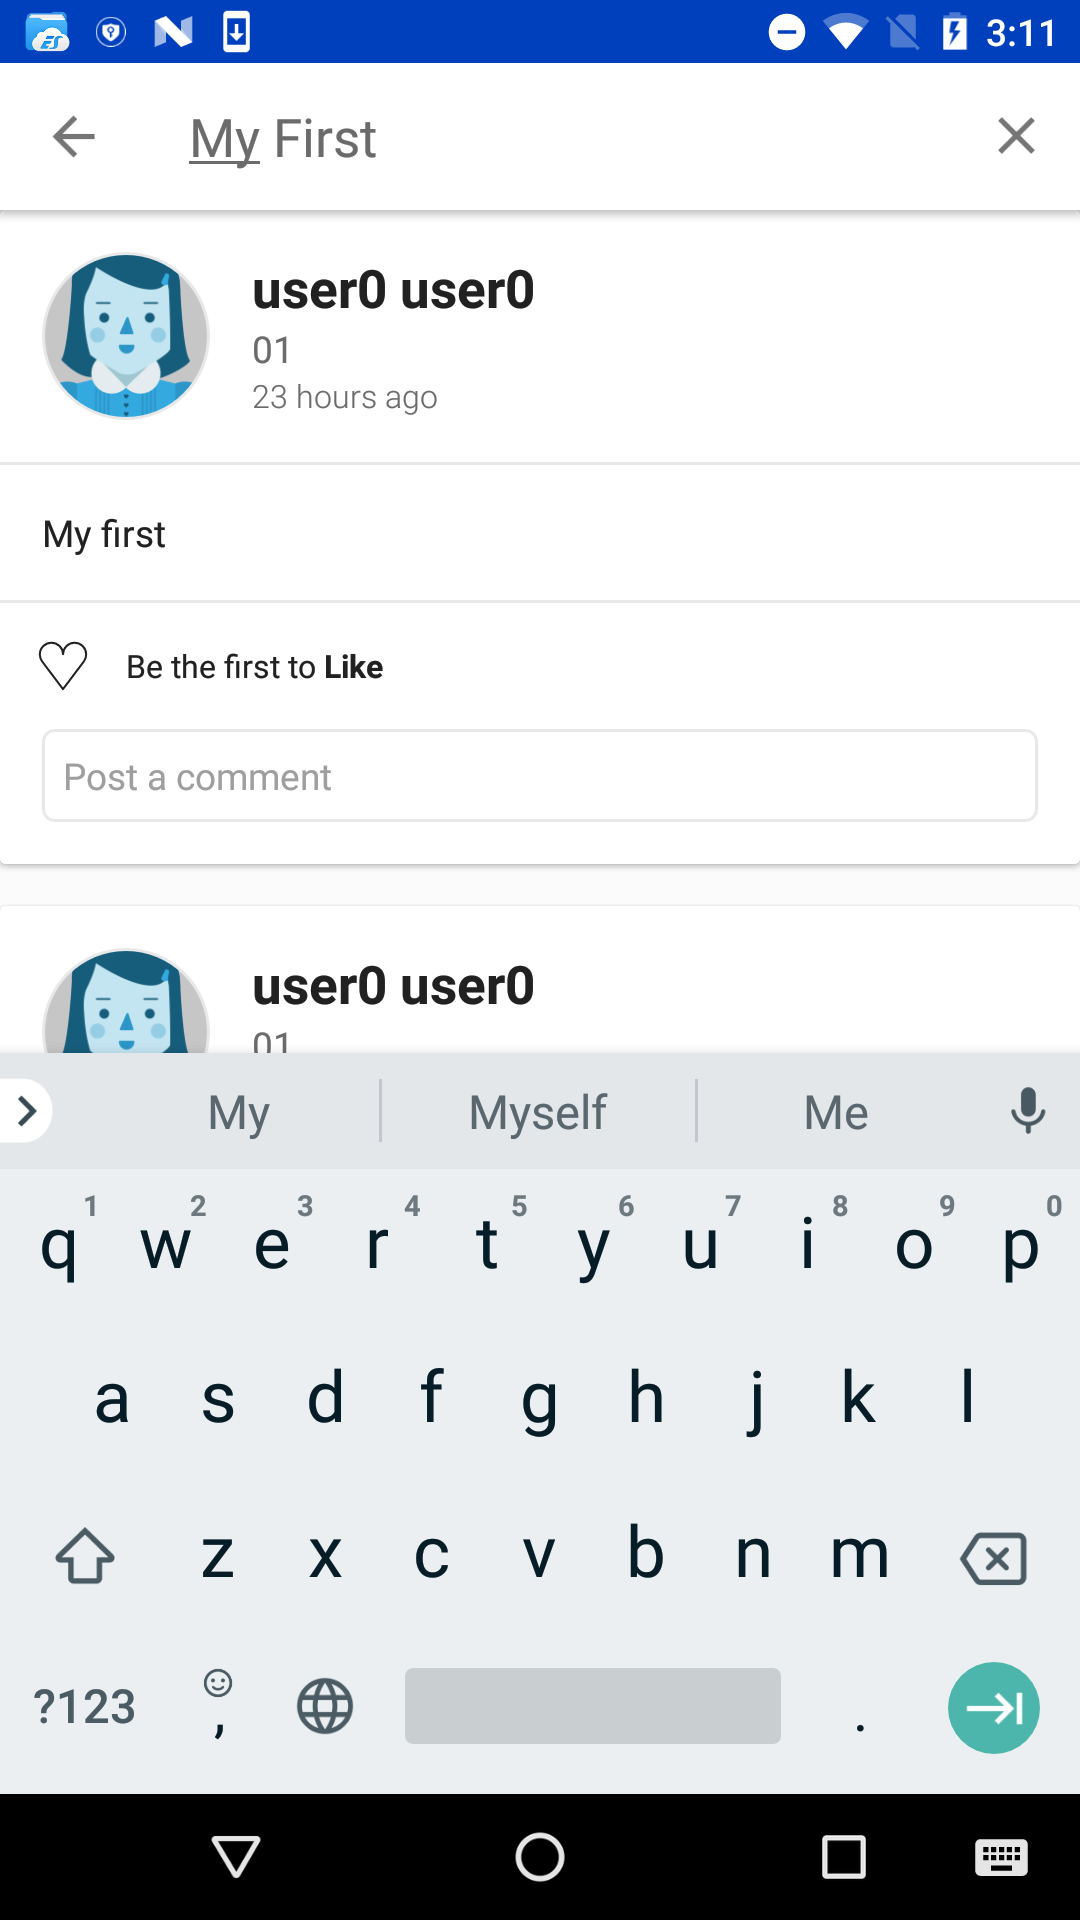 3:11
My First
user0 user0
01
23 hours ago
My first
Be the first to Like
Post a comment
user0 user0
01
My Myself Me
1 2 3 4 5 6 7 8 9 0
q w e r t y u i o p
a s d f g h j k l
z x c v b n m
?123 , .